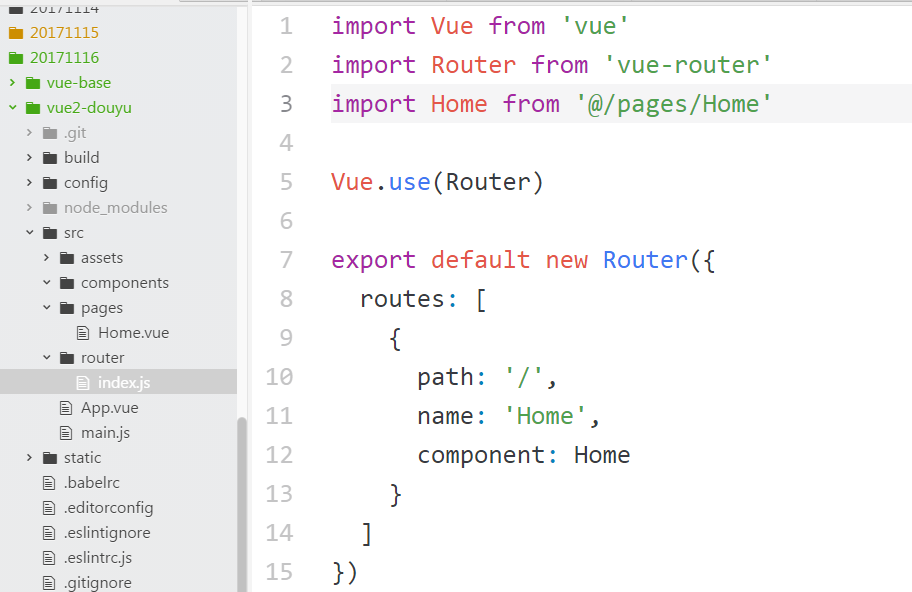 20171114
20171115
20171116
vue-base
vue2-douyu
.git
build
config
node_modules
src
assets
components
pages
Home.vue
router
index.js
App.vue
main.js
static
.babelrc
.editorconfig
.eslintignore
.eslintrc.js
.gitignore
1 import Vue from 'vue'
2 import Router from 'vue-router'
3 import Home from '@/pages/Home'
4
5 Vue.use(Router)
6
7 export default new Router({
8   routes: [
9     {
10       path: '/',
11       name: 'Home',
12       component: Home
13     }
14   ]
15 })